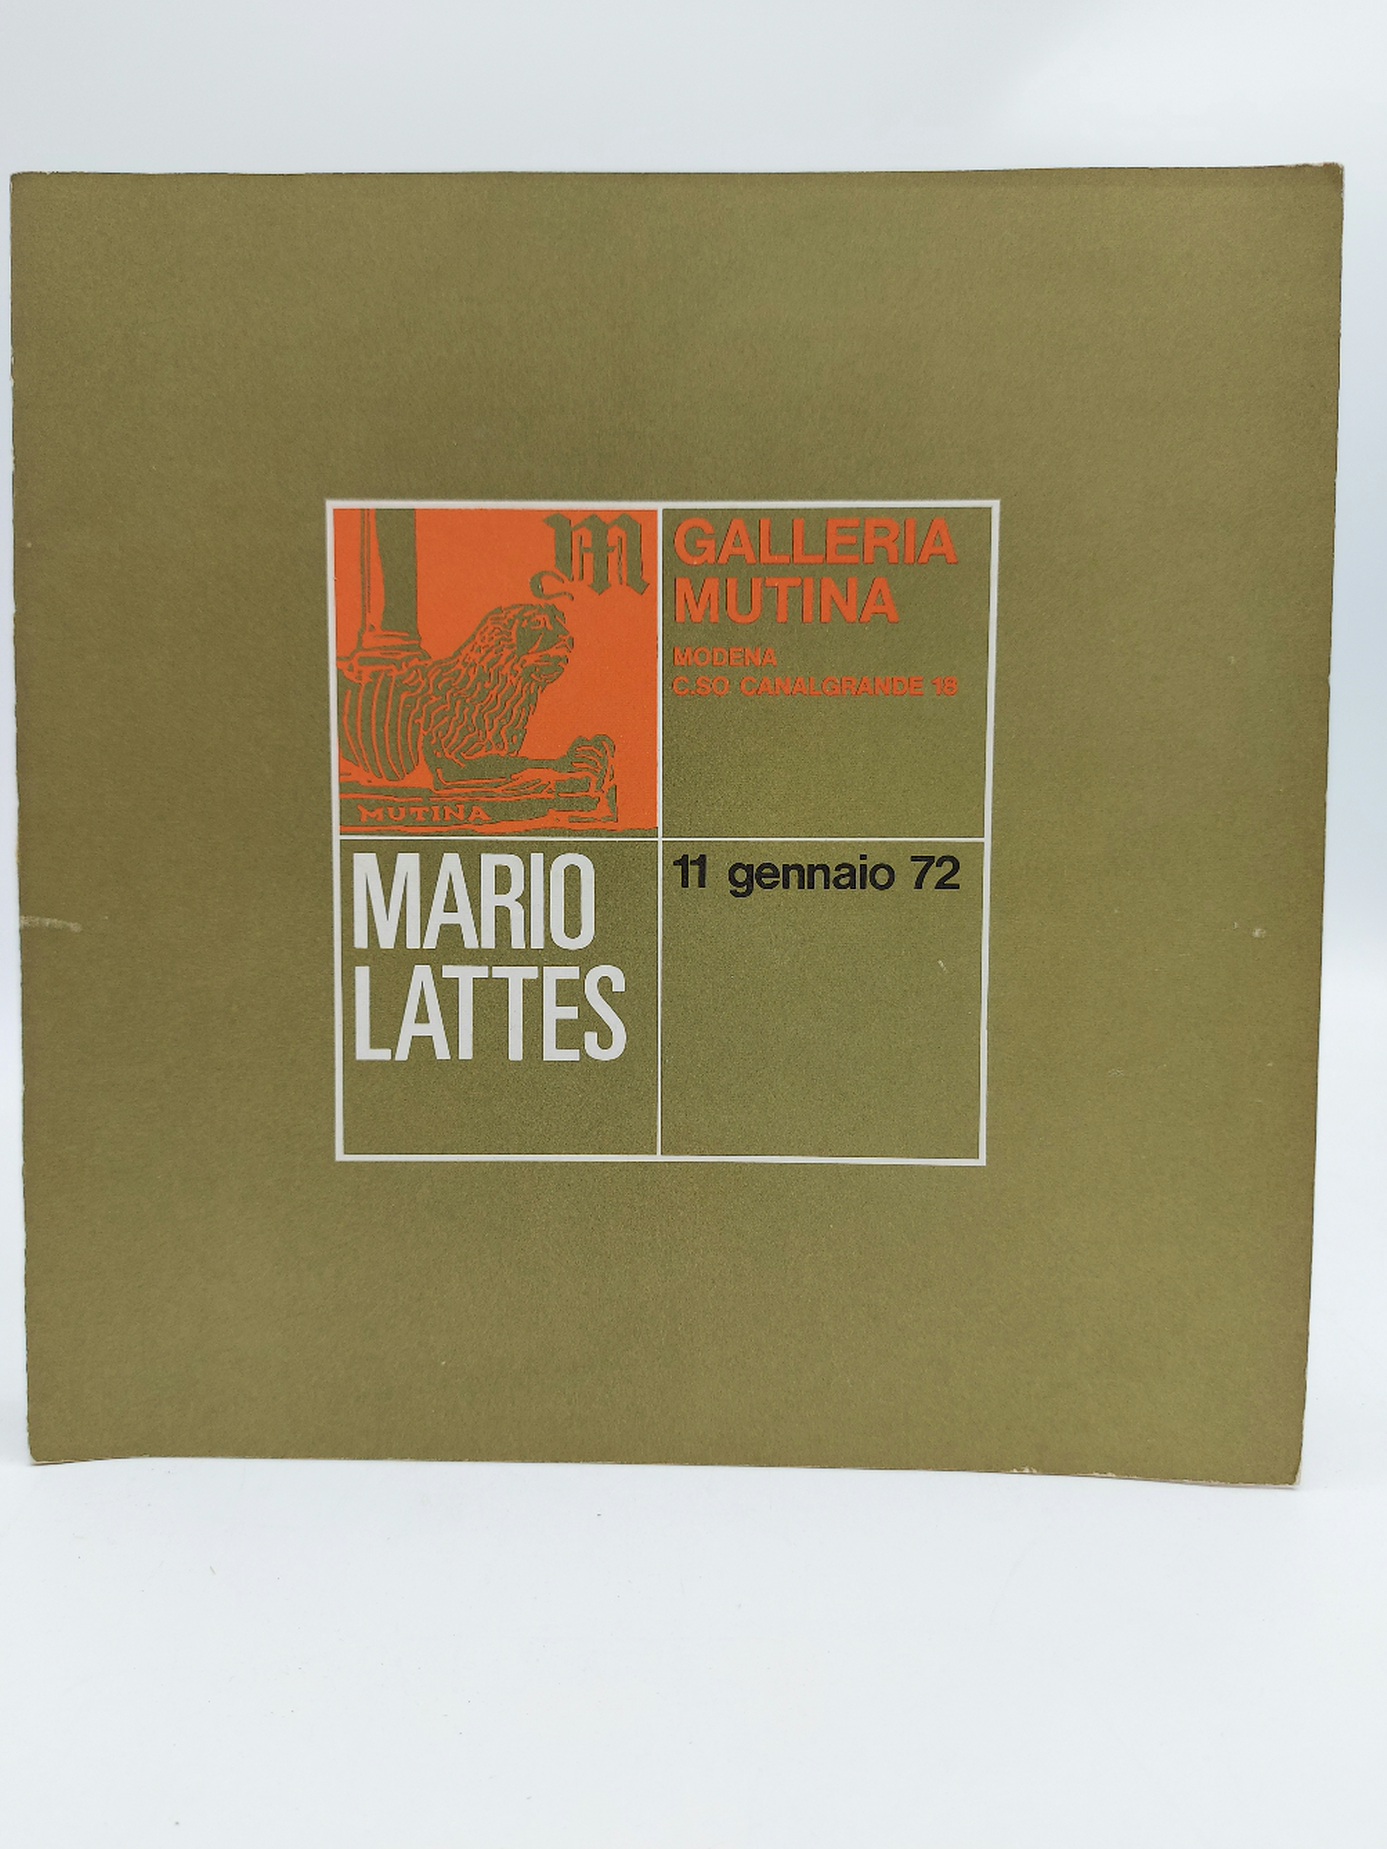 M
MUTINA
GALLERIA
MUTINA
MODENA
C.SO CANALGRANDE 18
MARIO
LATTES
11 gennaio 72